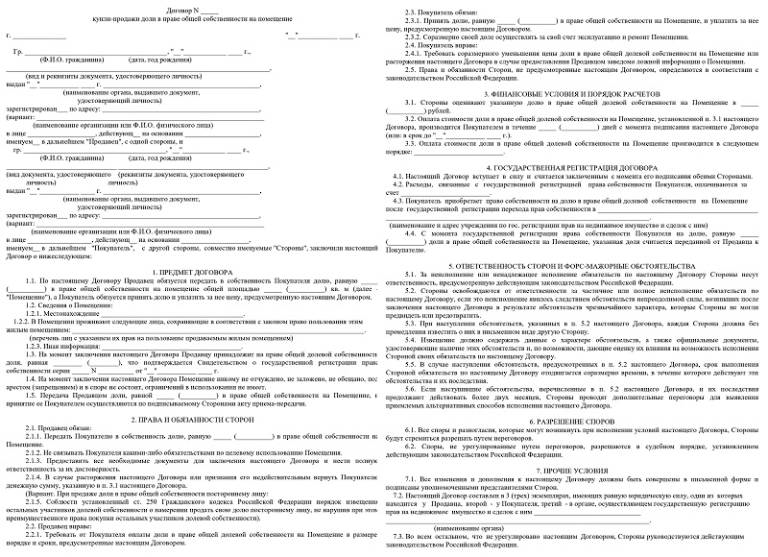 Договор N _____
купли-продажи доли в праве общей собственности на помещение
г. ________________ "__"____________ ____ г.
Гр. ______________________________________, "__"____________ ____ г.,
(Ф.И.О. гражданина) (дата, год рождения)
______________________________________________________________________,
(вид и реквизиты документа, удостоверяющего личность)
выдан "__"____________ ____ г. ________________________________________,
(наименование органа, выдавшего документ,
удостоверяющий личность)
зарегистрирован___ по адресу: _________________________________________,
(вариант: _____________________________________________________________
(наименование организации или Ф.И.О. физического лица)
в лице __________________, действующ__ на основании ____________________),
именуем__ в дальнейшем "Продавец", с одной стороны, и
гр. ______________________________________, "__"____________ ____ г.,
(Ф.И.О. гражданина) (дата, год рождения)
______________________________________________________________________,
(вид документа, удостоверяющего (реквизиты документа, удостоверяющего
личность) личность)
выдан "__"____________ ____ г. ________________________________________,
(наименование органа, выдавшего документ,
удостоверяющий личность)
зарегистрирован___ по адресу: _________________________________________,
(вариант: _____________________________________________________________
(наименование организации или Ф.И.О. физического лица)
в лице _________________, действующ__ на основании ____________________),
именуем__ в дальнейшем "Покупатель", с другой стороны, совместно именуемые "Стороны", заключили настоящий
Договор о нижеследующем:
1. ПРЕДМЕТ ДОГОВОРА
1.1. По настоящему Договору Продавец обязуется передать в собственность Покупателя долю, равную _____
(__________) в праве общей собственности на помещение общей площадью _____ (__________) кв. м (далее -
"Помещение"), а Покупатель обязуется принять долю и уплатить за нее цену, предусмотренную настоящим Договором.
1.2. Сведения о Помещении:
1.2.1. Местонахождение ______________________________________.
1.2.2. В Помещении проживают следующие лица, сохраняющие в соответствии с законом право пользования этим
жилым помещением: ______________________________________________________________________.
(перечень лиц с указанием их прав на пользование продаваемым жилым помещением)
1.2.3. Иная информация: ______________________________________.
1.3. На момент заключения настоящего Договора Продавцу принадлежит на праве общей долевой собственности
доля, равная _____ (_______), что подтверждается Свидетельством о государственной регистрации права
собственности серии _____ N _________ от "__"____________ ____ г.
1.4. На момент заключения настоящего Договора Помещение никому не отчуждено, не заложено, не обещано, под
арестом (запрещением) и в споре не состоит, ограничений в использовании не имеет.
1.5. Передача Продавцом доли, равной _____ (_________) в праве общей собственности на Помещение, и
принятие ее Покупателем осуществляются по подписываемому Сторонами акту приема-передачи.
2. ПРАВА И ОБЯЗАННОСТИ СТОРОН
2.1. Продавец обязан:
2.1.1. Передать Покупателю в собственность долю, равную _____ (__________) в праве общей собственности на
Помещение.
2.1.2. Не связывать Покупателя какими-либо обязательствами по целевому использованию Помещения.
2.1.3. Предоставить все необходимые документы для заключения настоящего Договора и нести полную
ответственность за их достоверность.
2.1.4. В случае расторжения настоящего Договора или признания его недействительным вернуть Покупателю
денежную сумму, указанную в п. 3.1 настоящего Договора.
(Вариант. При продаже доли в праве общей собственности постороннему лицу:
2.1.5. Соблюсти установленный ст. 250 Гражданского кодекса Российской Федерации порядок извещения
остальных участников долевой собственности о намерении продать свою долю постороннему лицу, не нарушив при этом
преимущественного права покупки остальных участников долевой собственности).
2.2. Продавец вправе:
2.2.1. Требовать от Покупателя оплаты доли в праве общей долевой собственности на Помещение в размере,
порядке и сроки, предусмотренные настоящим Договором.
2.3. Покупатель обязан:
2.3.1. Принять долю, равную _____ (__________) в праве общей собственности на Помещение, и уплатить за нее
цену, предусмотренную настоящим Договором.
2.3.2. Соразмерно своей доле осуществлять за свой счет эксплуатацию и ремонт Помещения.
2.4. Покупатель вправе:
2.4.1. Требовать соразмерного уменьшения цены доли в праве общей долевой собственности на Помещение или
расторжения настоящего Договора в случае предоставления Продавцом заведомо ложной информации о Помещении.
2.5. Права и обязанности Сторон, не предусмотренные настоящим Договором, определяются в соответствии с
законодательством Российской Федерации.
3. ФИНАНСОВЫЕ УСЛОВИЯ И ПОРЯДОК РАСЧЕТОВ
3.1. Стороны оценивают указанную долю в праве общей долевой собственности на Помещение в _____
(__________) рублей.
3.2. Оплата стоимости доли в праве общей долевой собственности на Помещение, установленной п. 3.1 настоящего
Договора, производится Покупателем в течение _____ (__________) дней с момента подписания настоящего Договора
(или: в срок до "__"____________ ____ г.).
3.3. Оплата стоимости доли в праве общей долевой собственности на Помещение производится в следующем
порядке: ________________________.
4. ГОСУДАРСТВЕННАЯ РЕГИСТРАЦИЯ ДОГОВОРА
4.1. Настоящий Договор вступает в силу и считается заключенным с момента его подписания обеими Сторонами.
4.2. Расходы, связанные с государственной регистрацией права собственности Покупателя, оплачиваются за
счет ________________.
4.3. Покупатель приобретает право собственности на долю в праве общей долевой собственности на Помещение
после государственной регистрации перехода прав собственности в ____________________________________________
______________________________________________________________________.
(наименование и адрес учреждения по гос. регистрации прав на недвижимое имущество и сделок с ним)
4.4. С момента государственной регистрации права собственности Покупателя на долю, равную _____
(__________) доли в праве общей собственности на Помещение, указанная доля считается переданной от Продавца к
Покупателю.
5. ОТВЕТСТВЕННОСТЬ СТОРОН И ФОРС-МАЖОРНЫЕ ОБСТОЯТЕЛЬСТВА
5.1. За неисполнение или ненадлежащее исполнение обязательств по настоящему Договору Стороны несут
ответственность, предусмотренную действующим законодательством Российской Федерации.
5.2. Стороны освобождаются от ответственности за частичное или полное неисполнение обязательств по
настоящему Договору, если это неисполнение явилось следствием обстоятельств непреодолимой силы, возникших после
заключения настоящего Договора в результате обстоятельств чрезвычайного характера, которые Стороны не могли
предвидеть или предотвратить.
5.3. При наступлении обстоятельств, указанных в п. 5.2 настоящего Договора, каждая Сторона должна без
промедления известить о них в письменном виде другую Сторону.
5.4. Извещение должно содержать данные о характере обстоятельств, а также официальные документы,
удостоверяющие наличие этих обстоятельств и, по возможности, дающие оценку их влияния на возможность исполнения
Стороной своих обязательств по настоящему Договору.
5.5. В случае наступления обстоятельств, предусмотренных в п. 5.2 настоящего Договора, срок выполнения
Стороной обязательств по настоящему Договору отодвигается соразмерно времени, в течение которого действуют эти
обстоятельства и их последствия.
5.6. Если наступившие обстоятельства, перечисленные в п. 5.2 настоящего Договора, и их последствия
продолжают действовать более двух месяцев, Стороны проводят дополнительные переговоры для выявления
приемлемых альтернативных способов исполнения настоящего Договора.
6. РАЗРЕШЕНИЕ СПОРОВ
6.1. Все споры и разногласия, которые могут возникнуть при исполнении условий настоящего Договора, Стороны
будут стремиться разрешать путем переговоров.
6.2. Споры, не урегулированные путем переговоров, разрешаются в судебном порядке, установленном
действующим законодательством Российской Федерации.
7. ПРОЧИЕ УСЛОВИЯ
7.1. Все изменения и дополнения к настоящему Договору должны быть совершены в письменной форме и
подписаны уполномоченными представителями Сторон.
7.2. Настоящий Договор составлен в 3 (трех) экземплярах, имеющих равную юридическую силу, один из которых
находится у Продавца, второй - у Покупателя, третий - в органе, осуществляющем государственную регистрацию
прав на недвижимое имущество и сделок с ним ________________________________
____________________________________________.
(наименование органа)
7.3. Во всем остальном, что не урегулировано настоящим Договором, Стороны руководствуются действующим
законодательством Российской Федерации.